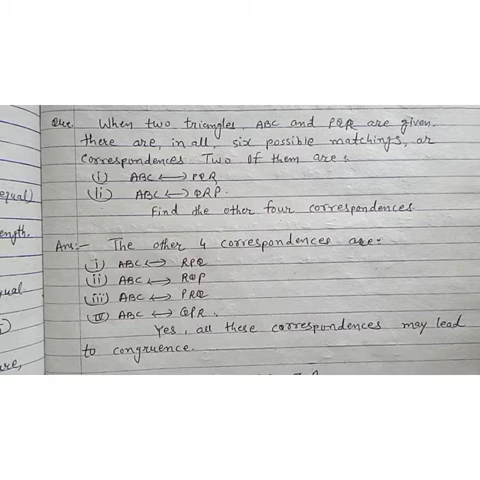 Que. When two triangles, ABC and PQR are given.
there are, in all, six possible matchings, or
Correspondences Two of them are:
(i) ABC ⟷ PQR
(ii) ABC ⟷ QRP.
Find the other four correspondences
equal)
ength.
Ans:- The other 4 correspondences are:
i) ABC ⟷ RPQ
(ii) ABC ⟷ RQP
(iii) ABC ⟷ PRQ
(iv) ABC ⟷ QPR.
Yes, all these correspondences may lead
to congruence.
qual
are,